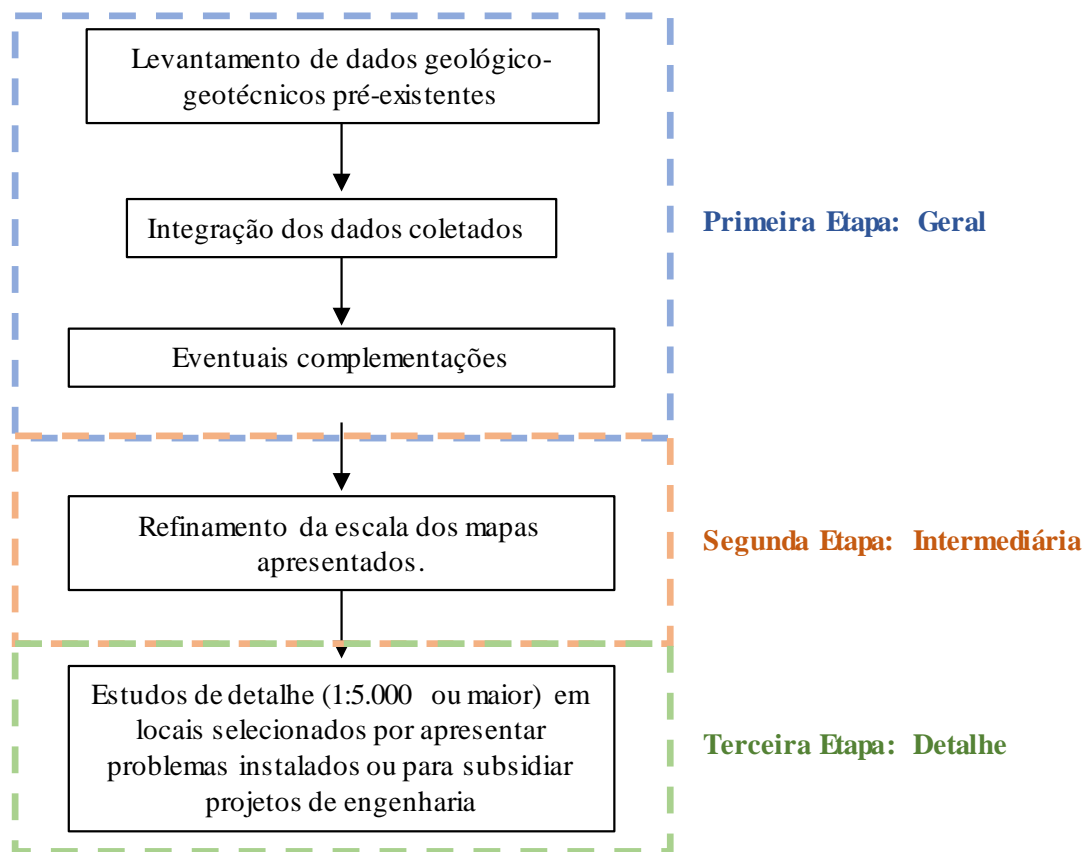 Levantamento de dados geológico-
geotécnicos pré-existentes
Integração dos dados coletados
Eventuais complementações
Primeira Etapa: Geral
Refinamento da escala dos mapas
apresentados.
Segunda Etapa: Intermediária
Estudos de detalhe (1:5.000 ou maior) em
locais selecionados por apresentar
problemas instalados ou para subsidiar
projetos de engenharia
Terceira Etapa: Detalhe